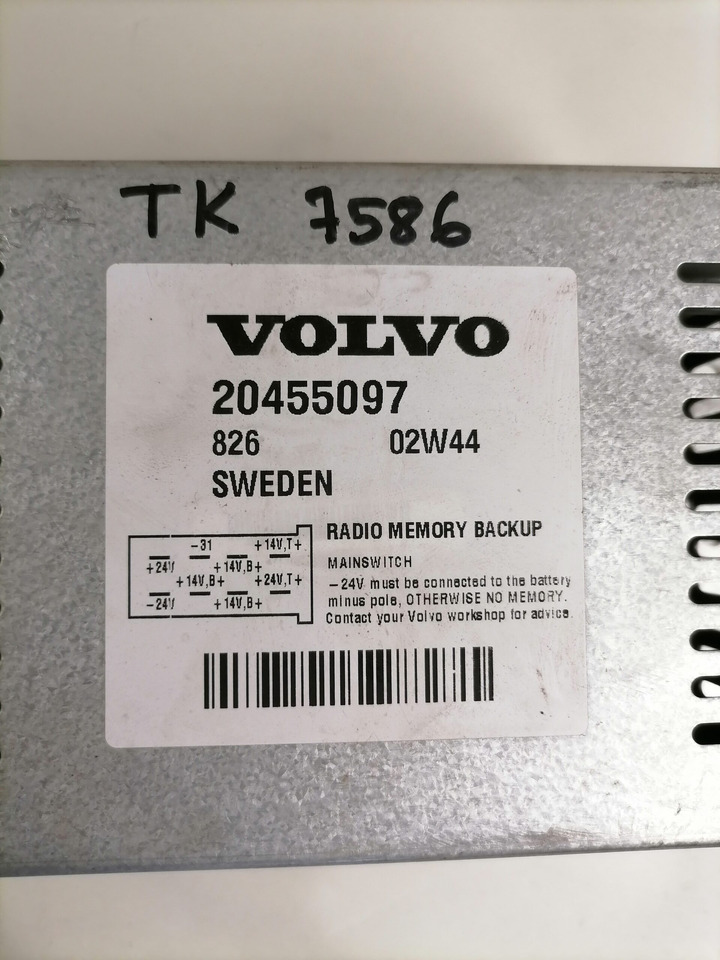 TK 7586
VOLVO
20455097
826 02W44
SWEDEN
RADIO MEMORY BACKUP
MAINSWITCH
-24V must be connected to the battery
minus pole, OTHERWISE NO MEMORY.
Contact your Volvo workshop for advice.
-31 +14V,T+
+24V +14V,B+
+14V,B+ +24V,T+
-24V +14V,B+